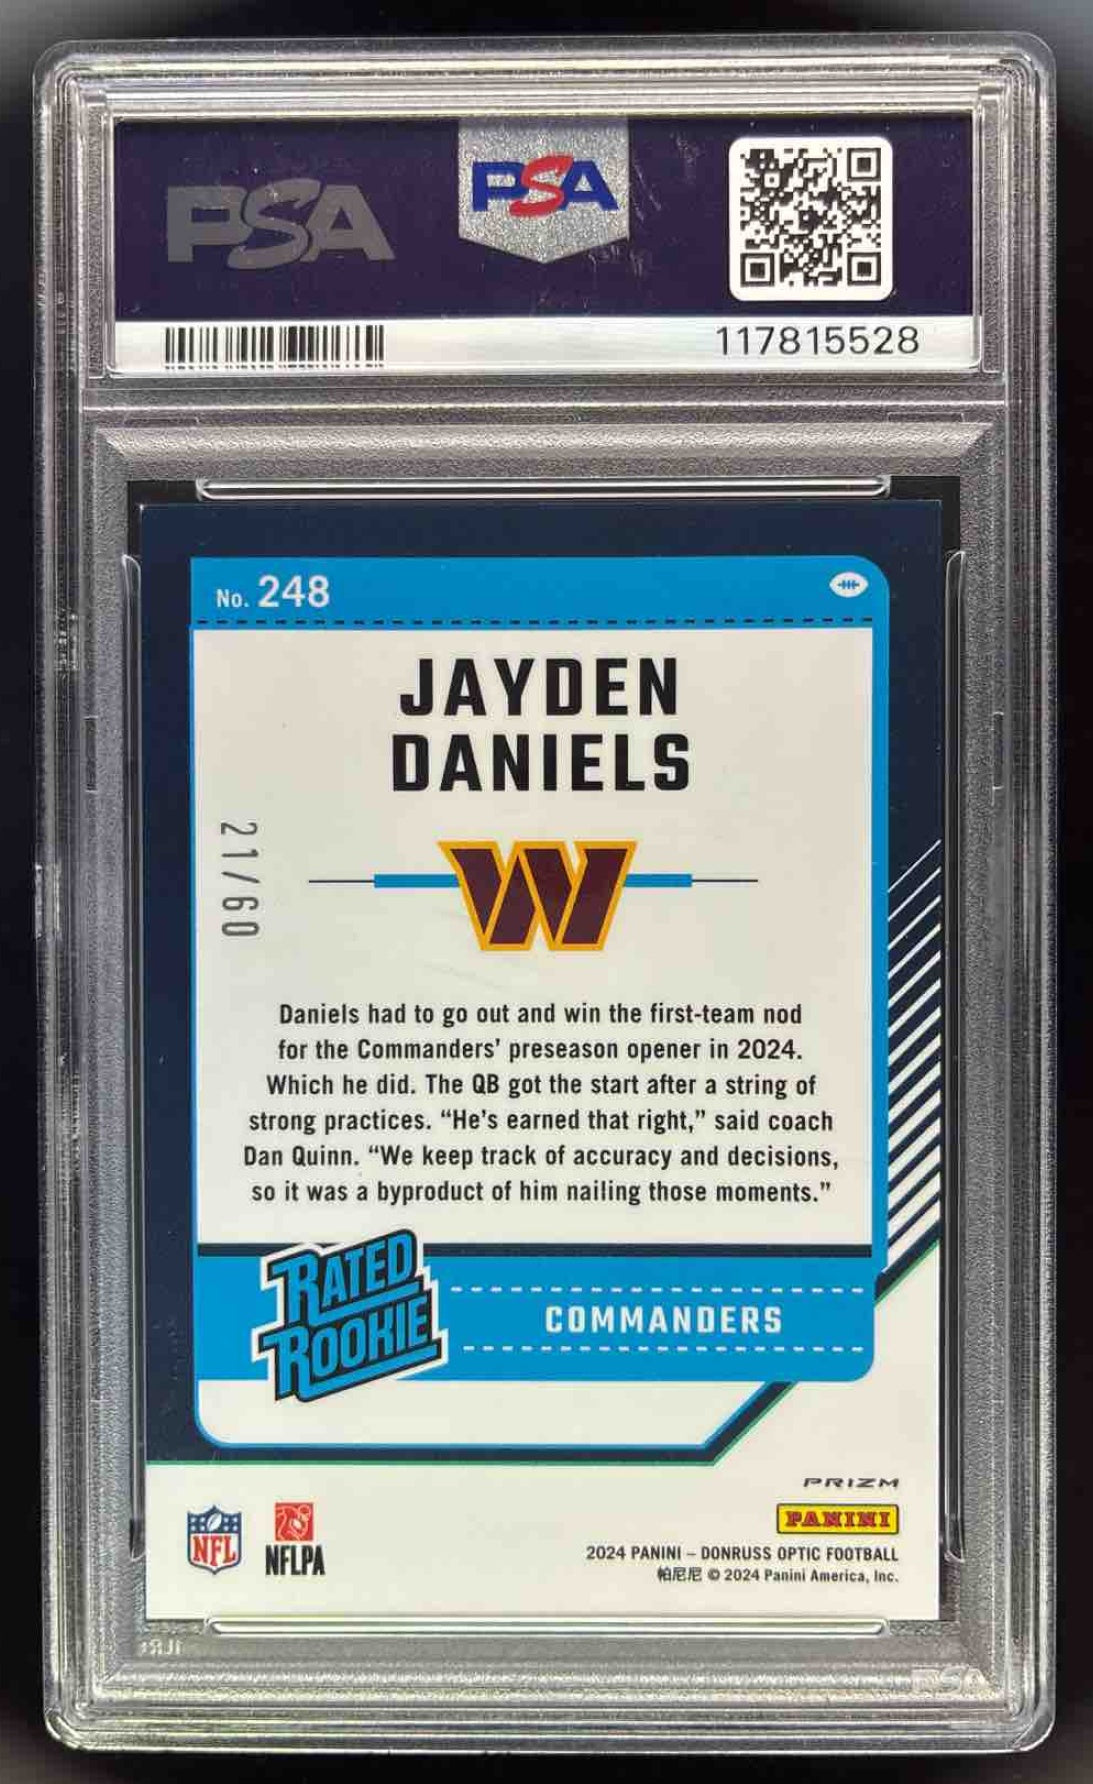 PSA
PSA
117815528
No. 248
JAYDEN
DANIELS
21/60
W
Daniels had to go out and win the first-team nod
for the Commanders’ preseason opener in 2024.
Which he did. The QB got the start after a string of
strong practices. “He’s earned that right,” said coach
Dan Quinn. “We keep track of accuracy and decisions,
so it was a byproduct of him nailing those moments.”
RATED
ROOKIE
COMMANDERS
PRIZM
PANINI
NFL
NFLPA
2024 PANINI – DONRUSS OPTIC FOOTBALL
帕尼尼 © 2024 Panini America, Inc.
PSA